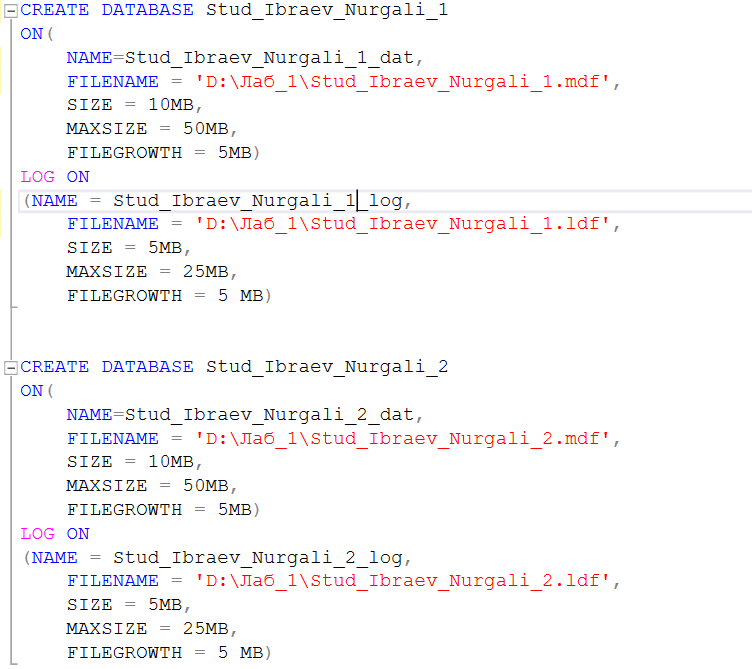 CREATE DATABASE Stud_Ibraev_Nurgali_1
ON(
    NAME=Stud_Ibraev_Nurgali_1_dat,
    FILENAME = 'D:\Лаб_1\Stud_Ibraev_Nurgali_1.mdf',
    SIZE = 10MB,
    MAXSIZE = 50MB,
    FILEGROWTH = 5MB)
LOG ON
(NAME = Stud_Ibraev_Nurgali_1_log,
    FILENAME = 'D:\Лаб_1\Stud_Ibraev_Nurgali_1.ldf',
    SIZE = 5MB,
    MAXSIZE = 25MB,
    FILEGROWTH = 5 MB)
CREATE DATABASE Stud_Ibraev_Nurgali_2
ON(
    NAME=Stud_Ibraev_Nurgali_2_dat,
    FILENAME = 'D:\Лаб_1\Stud_Ibraev_Nurgali_2.mdf',
    SIZE = 10MB,
    MAXSIZE = 50MB,
    FILEGROWTH = 5MB)
LOG ON
(NAME = Stud_Ibraev_Nurgali_2_log,
    FILENAME = 'D:\Лаб_1\Stud_Ibraev_Nurgali_2.ldf',
    SIZE = 5MB,
    MAXSIZE = 25MB,
    FILEGROWTH = 5 MB)